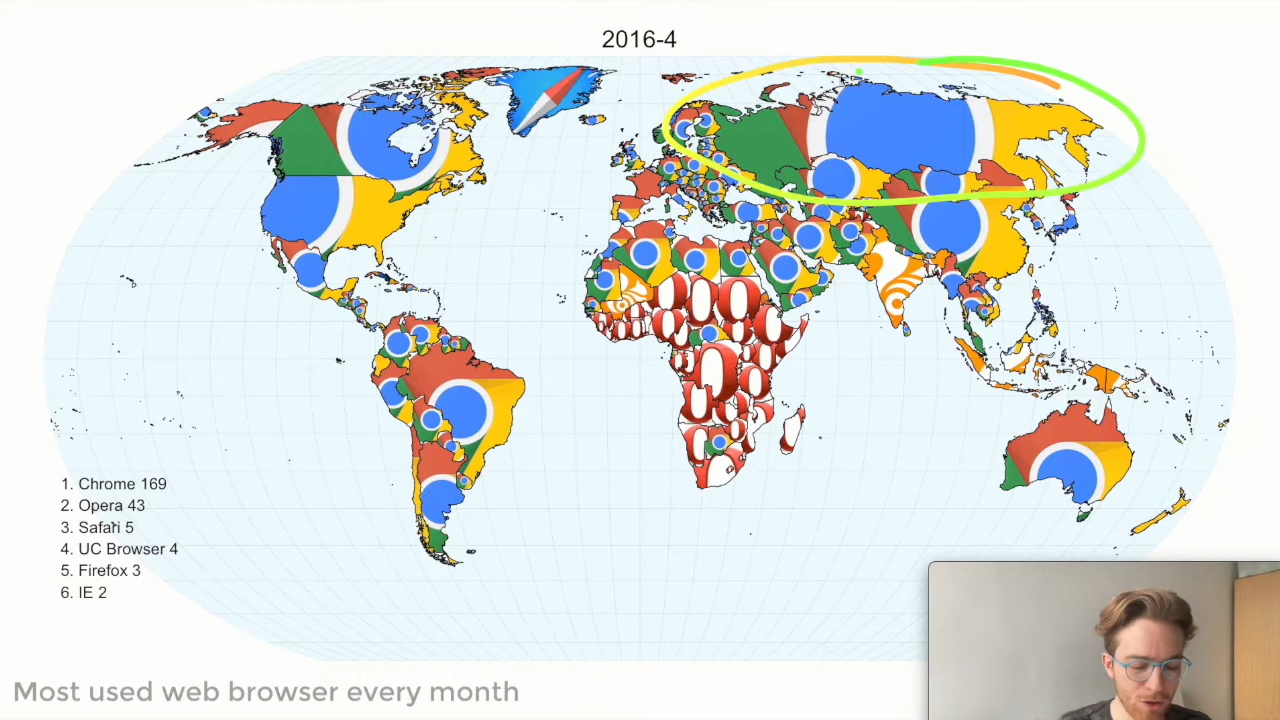 2016-4
1. Chrome 169
2. Opera 43
3. Safari 5
4. UC Browser 4
5. Firefox 3
6. IE 2
Most used web browser every month